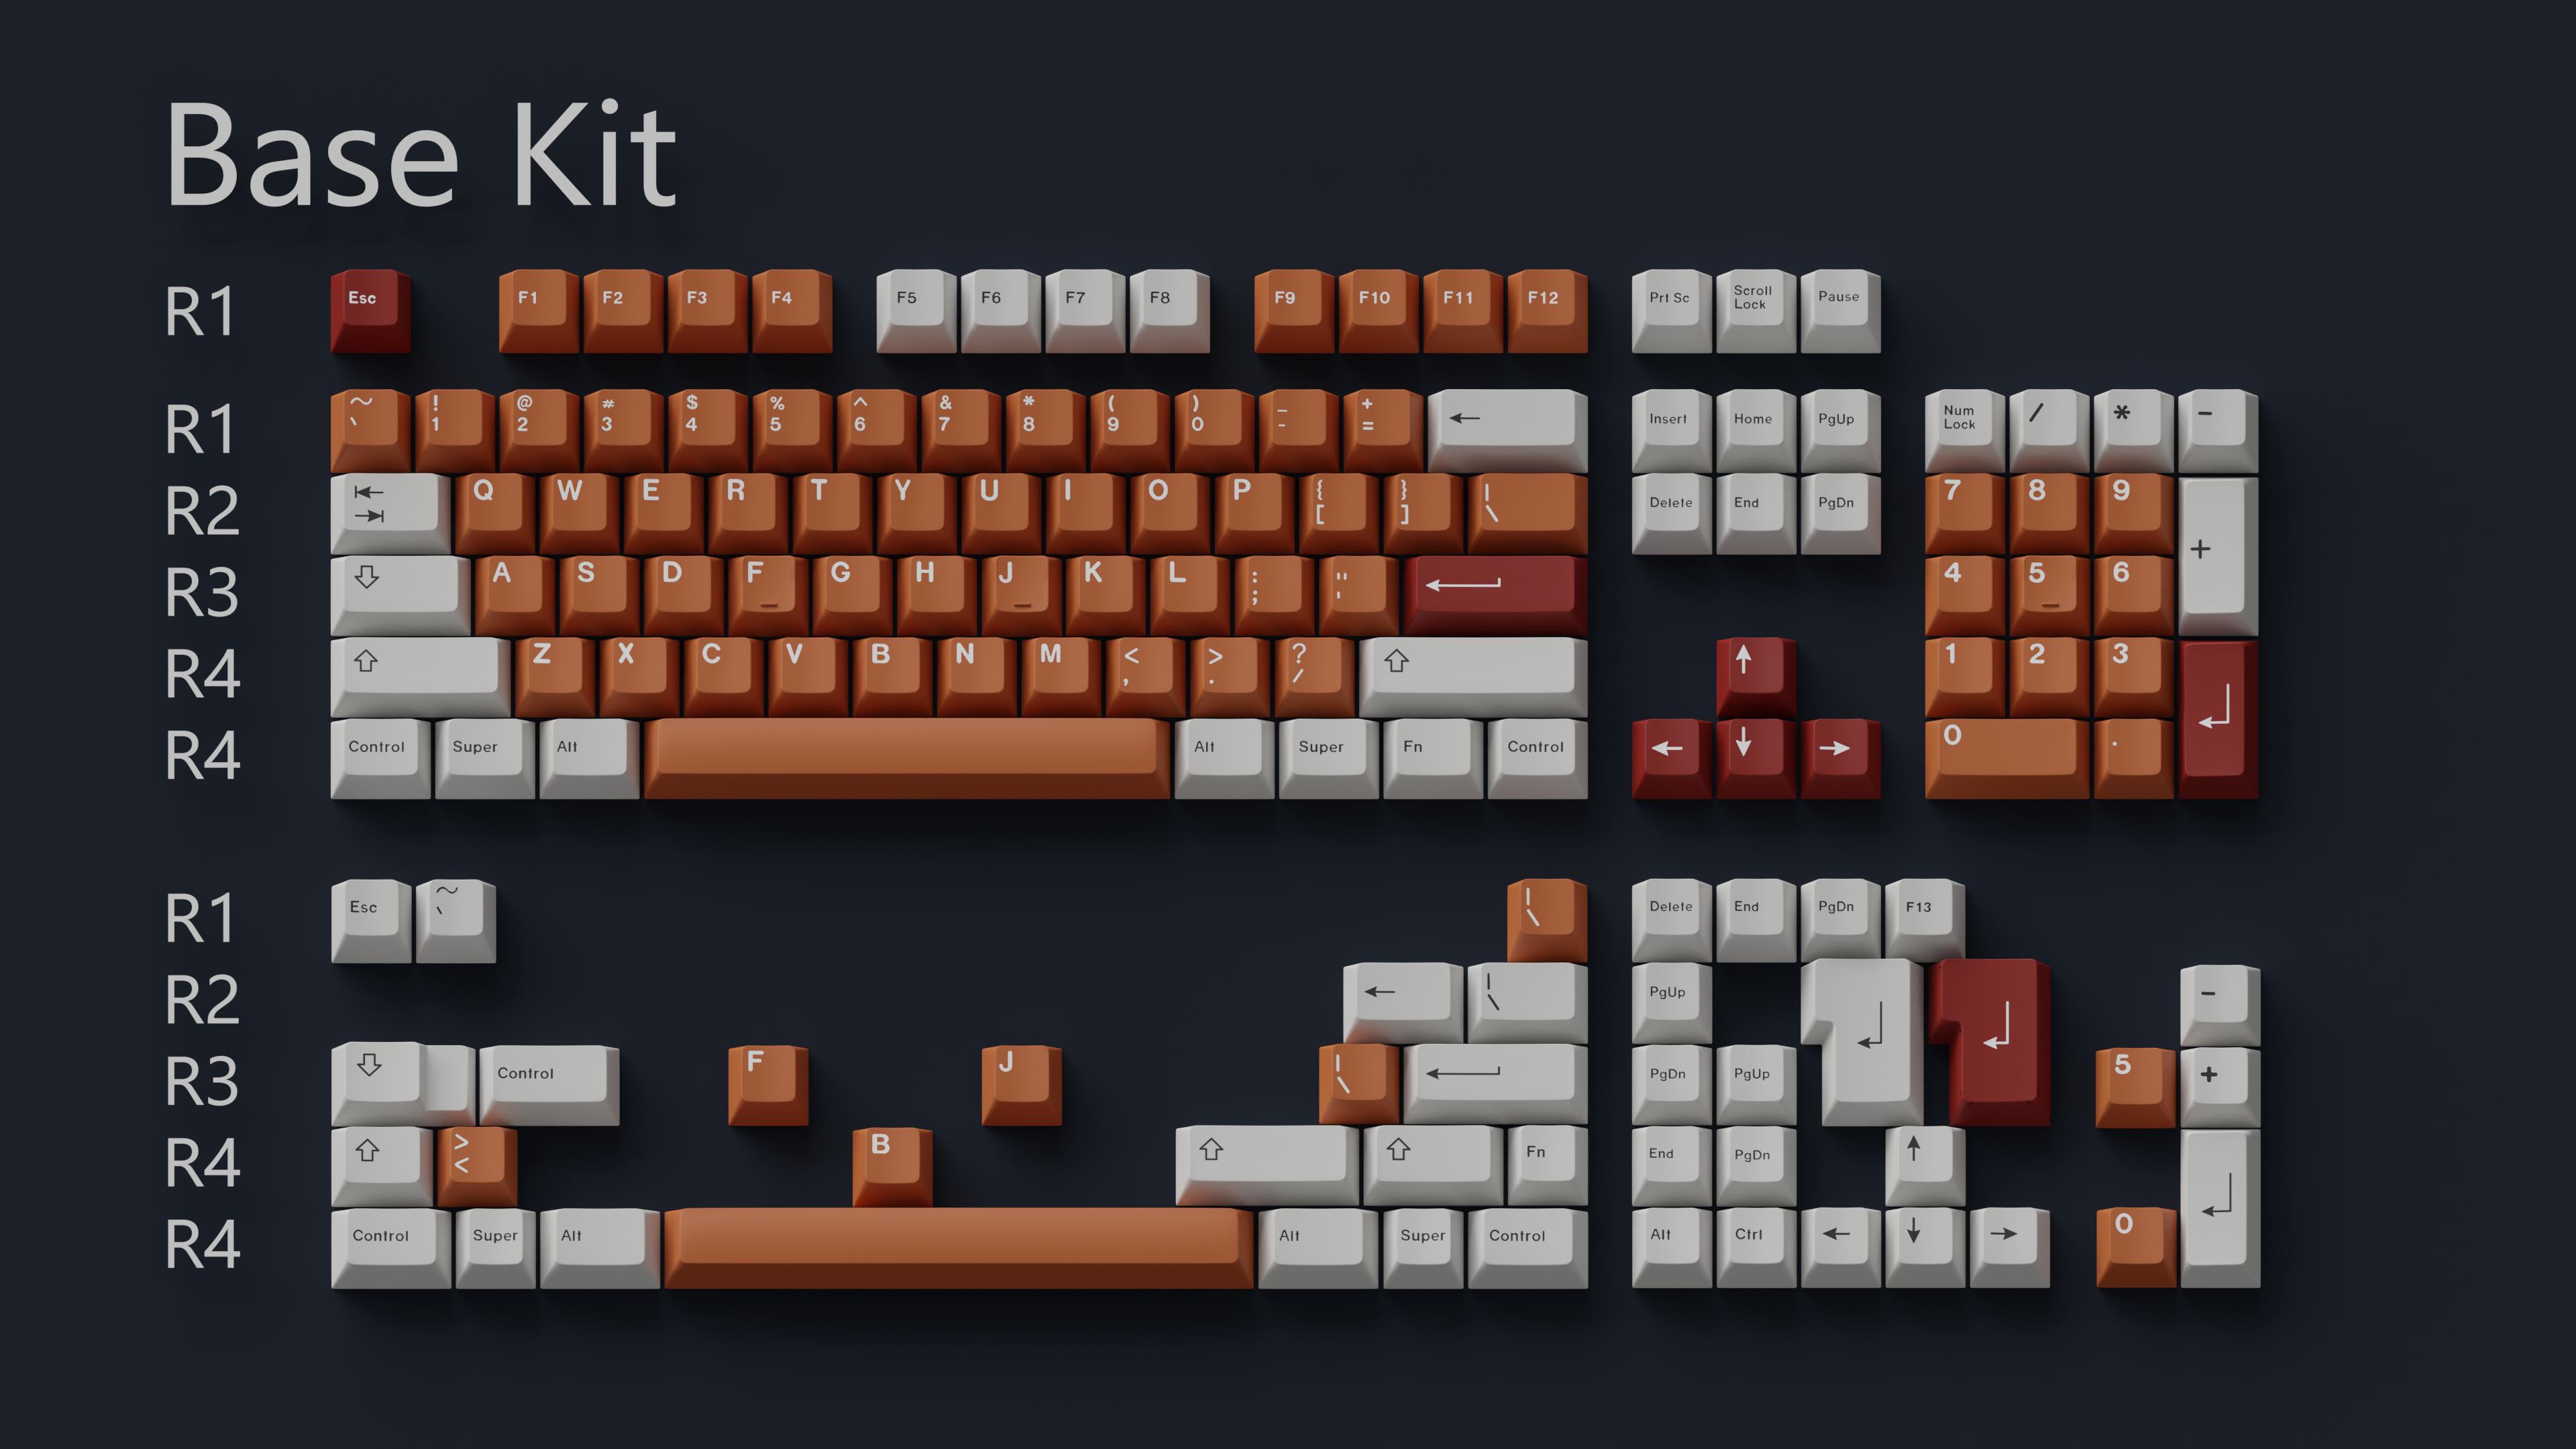 Base Kit
R1 Esc F1 F2 F3 F4 F5 F6 F7 F8 F9 F10 F11 F12 Prt Sc Scroll Lock Pause
R1 ~ ` ! 1 @ 2 # 3 $ 4 % 5 ^ 6 & 7 * 8 ( 9 ) 0 _ - + = ← Insert Home PgUp Num Lock / * -
R2 ⇤ ⇥ Q W E R T Y U I O P { [ } ] | \ Delete End PgDn 7 8 9 +
R3 ⇩ A S D F G H J K L : ; " ' ↵ 4 5 6
R4 ⇧ Z X C V B N M < , > . ? / ⇧ ↑ 1 2 3 ↵
R4 Control Super Alt Alt Super Fn Control ← ↓ → 0 .
R1 Esc ~ ` | \ Delete End PgDn F13
R2 ← | \ PgUp ↵ ↵ -
R3 ⇩ Control F J | \ ↵ PgDn PgUp 5 +
R4 ⇧ > < B ⇧ ⇧ Fn End PgDn ↑ ↵
R4 Control Super Alt Alt Super Control Alt Ctrl ← ↓ → 0